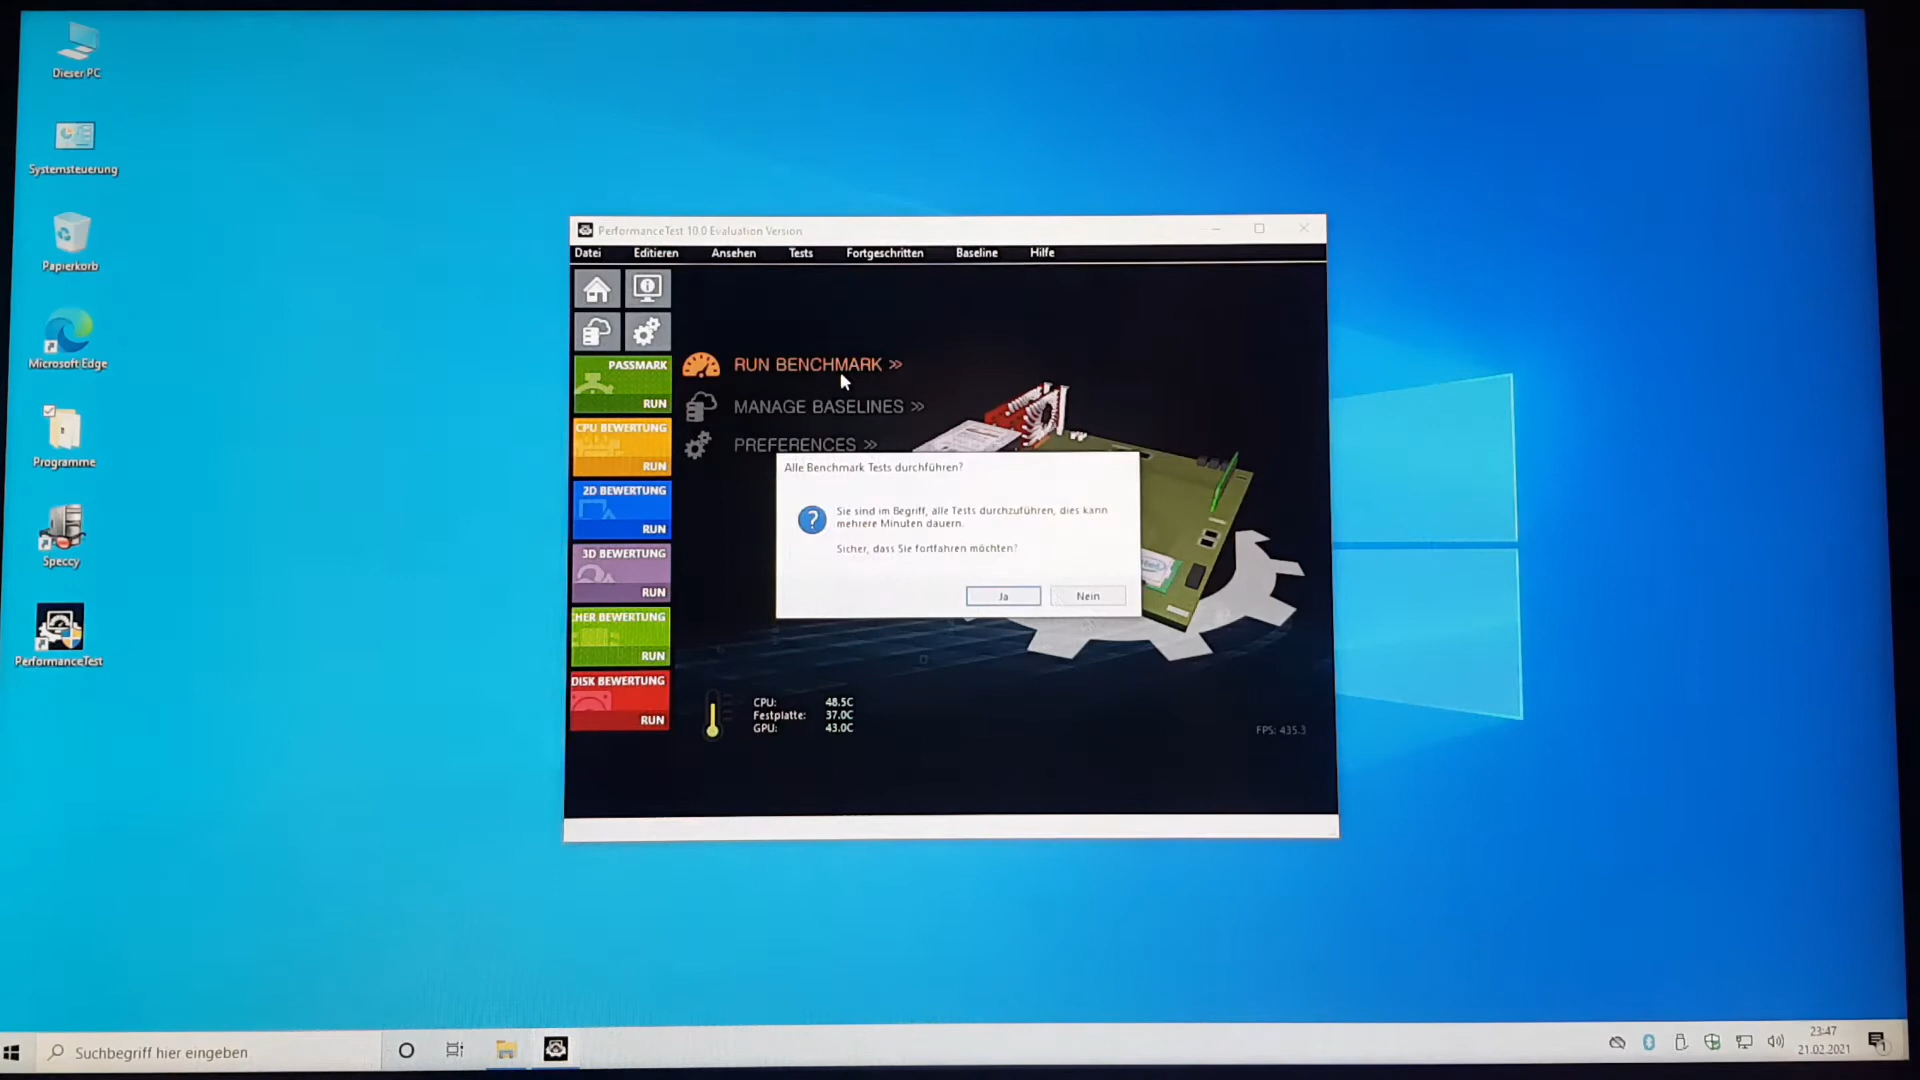 Dieser PC
Systemsteuerung
Papierkorb
Microsoft Edge
Programme
Speccy
PerformanceTest
PerformanceTest 10.0 Evaluation Version
Datei Editieren Ansehen Tests Fortgeschritten Baseline Hilfe
PASSMARK
RUN
CPU BEWERTUNG
RUN
2D BEWERTUNG
RUN
3D BEWERTUNG
RUN
HER BEWERTUNG
RUN
DISK BEWERTUNG
RUN
RUN BENCHMARK »
MANAGE BASELINES »
PREFERENCES »
Alle Benchmark Tests durchführen?
Sie sind im Begriff, alle Tests durchzuführen, dies kann
mehrere Minuten dauern.
Sicher, dass Sie fortfahren möchten?
Ja Nein
CPU: 48.5C
Festplatte: 37.0C
GPU: 43.0C
FPS: 435.3
Suchbegriff hier eingeben
23:47
21.02.2021
1